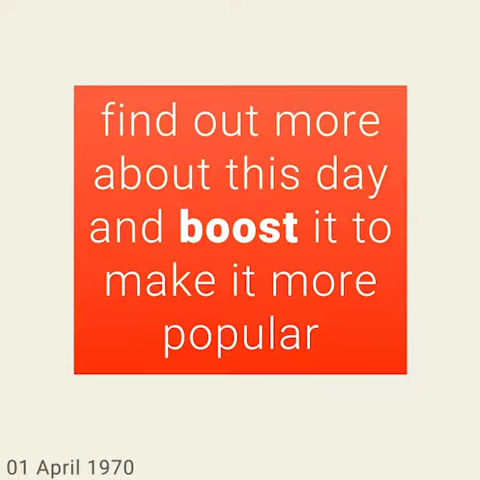 find out more
about this day
and boost it to
make it more
popular
01 April 1970